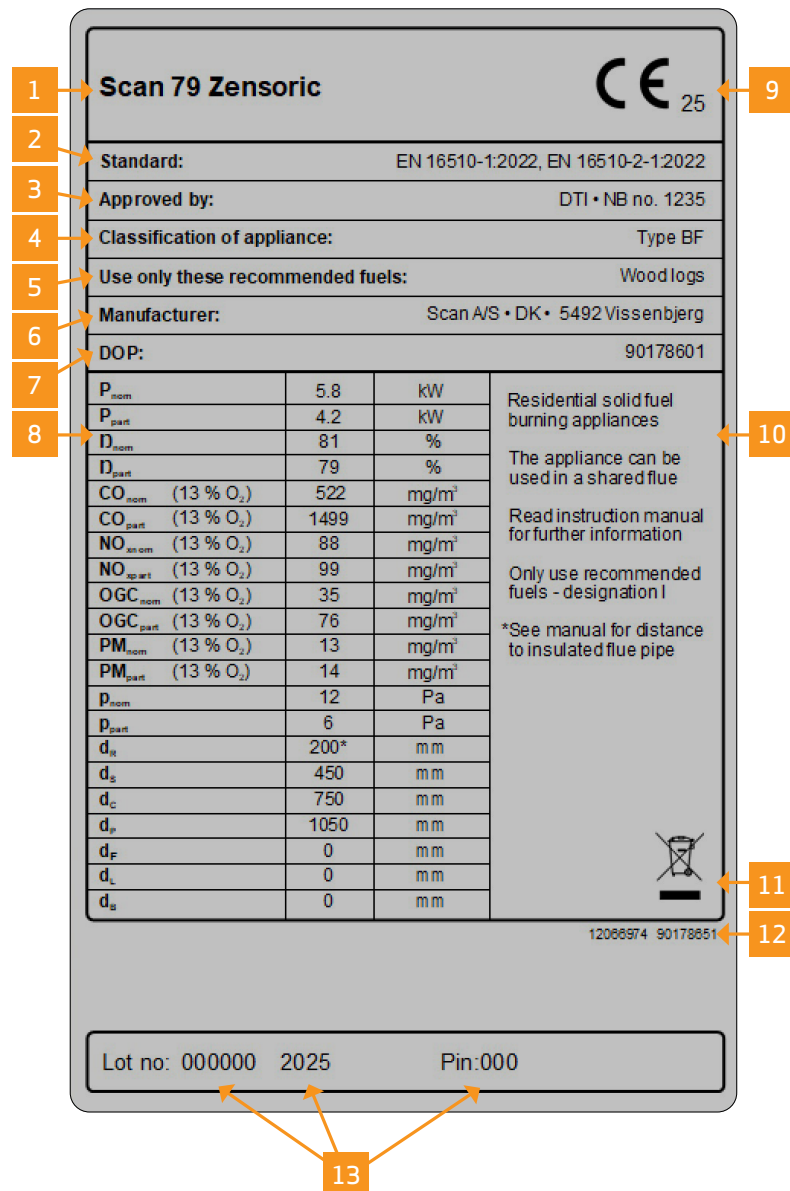 Scan 79 Zensoric
CE 25
Standard: EN 16510-1:2022, EN 16510-2-1:2022
Approved by: DTI • NB no. 1235
Classification of appliance: Type BF
Use only these recommended fuels: Wood logs
Manufacturer: Scan A/S • DK • 5492 Vissenbjerg
DOP: 90178601
Pnom 5.8 kW
Ppart 4.2 kW
Ŋnom 81 %
Ŋpart 79 %
COnom (13 % O₂) 522 mg/m³
COpart (13 % O₂) 1499 mg/m³
NOxnom (13 % O₂) 88 mg/m³
NOxpart (13 % O₂) 99 mg/m³
OGCnom (13 % O₂) 35 mg/m³
OGCpart (13 % O₂) 76 mg/m³
PMnom (13 % O₂) 13 mg/m³
PMpart (13 % O₂) 14 mg/m³
pnom 12 Pa
ppart 6 Pa
dR 200* mm
dS 450 mm
dC 750 mm
dP 1050 mm
dF 0 mm
dL 0 mm
dB 0 mm
Residential solid fuel
burning appliances
The appliance can be
used in a shared flue
Read instruction manual
for further information
Only use recommended
fuels - designation I
*See manual for distance
to insulated flue pipe
12066974 90178651
Lot no: 000000 2025 Pin:000
1
2
3
4
5
6
7
8
9
10
11
12
13